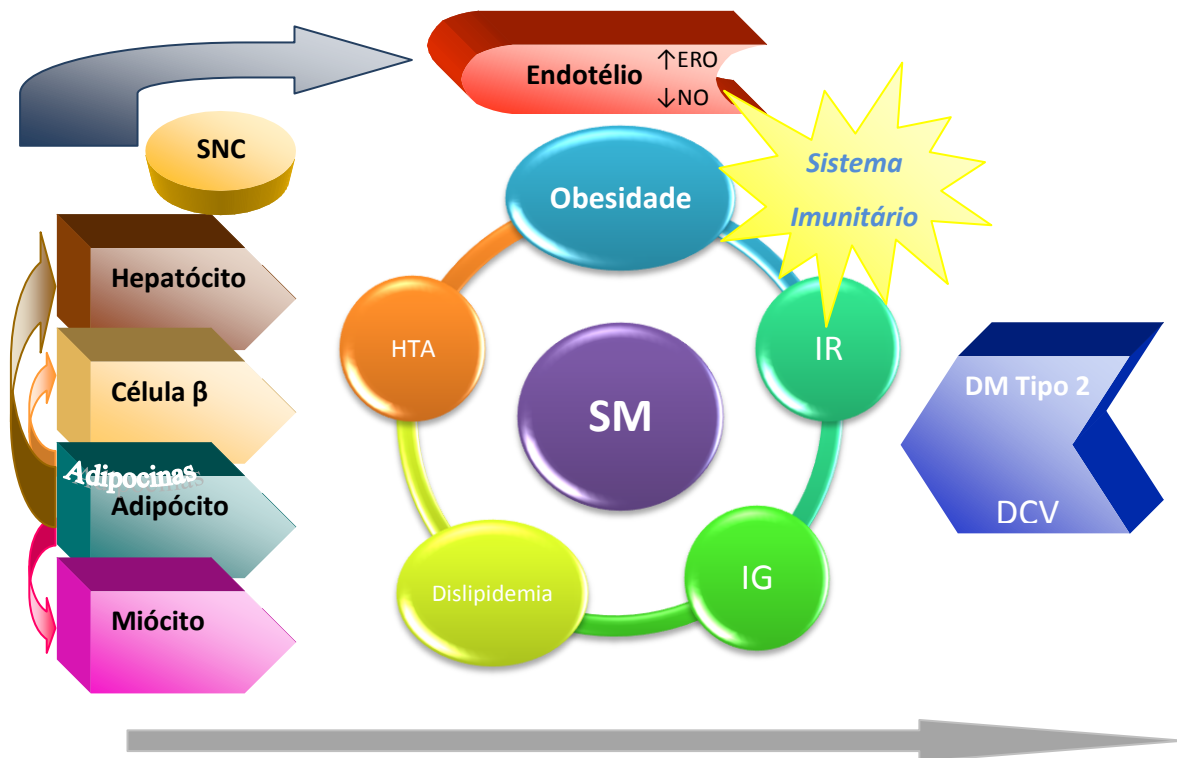 Endotélio
↑ERO
↓NO
SNC
Sistema
Imunitário
Obesidade
Hepatócito
HTA
IR
Célula β
DM Tipo 2
SM
Adipocinas
Adipócito
DCV
IG
Dislipidemia
Miócito